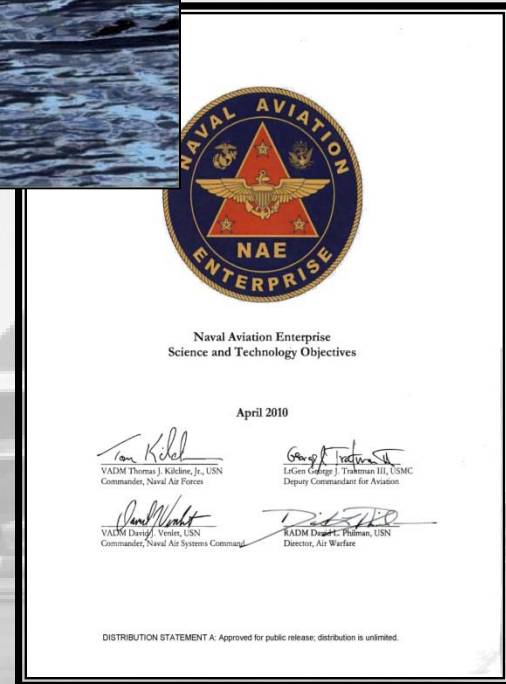 NAVAL AVIATION
NAE
ENTERPRISE
Naval Aviation Enterprise
Science and Technology Objectives
April 2010
VADM Thomas J. Kilcline, Jr., USN
Commander, Naval Air Forces
LtGen George J. Trautman III, USMC
Deputy Commandant for Aviation
VADM David J. Venlet, USN
Commander, Naval Air Systems Command
RADM David L. Philman, USN
Director, Air Warfare
DISTRIBUTION STATEMENT A: Approved for public release; distribution is unlimited.